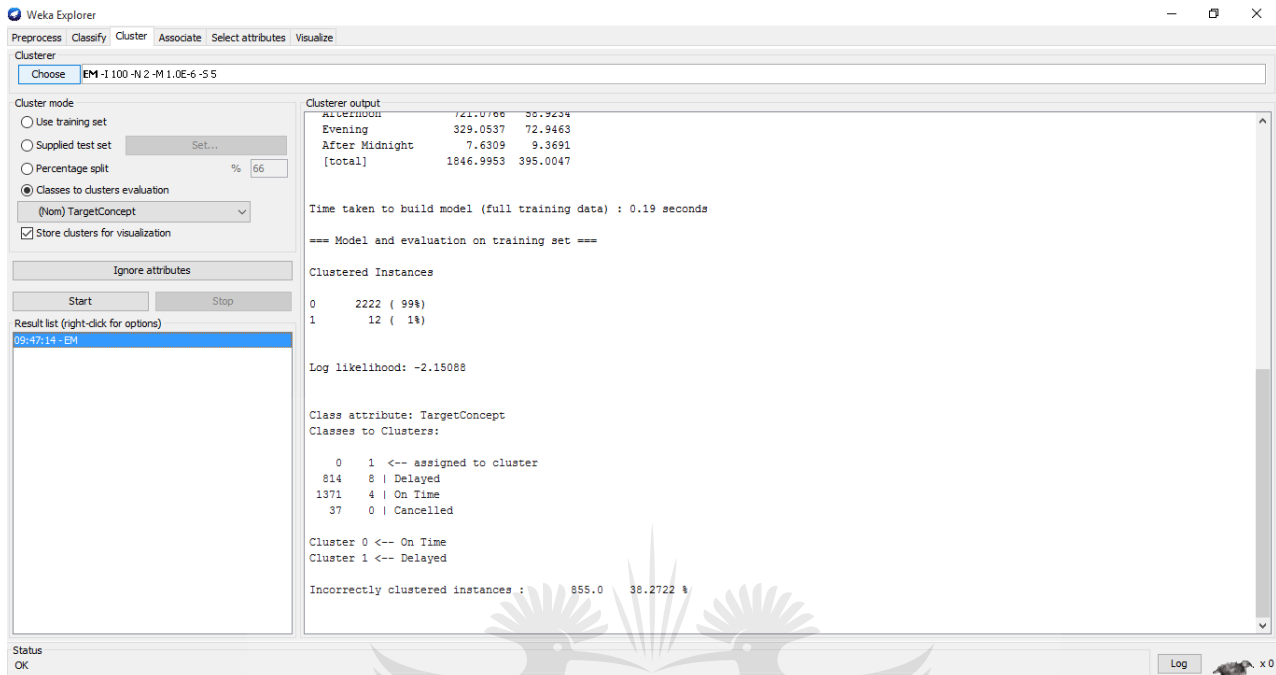 Weka Explorer
Preprocess Classify Cluster Associate Select attributes Visualize
Clusterer
Choose EM -I 100 -N 2 -M 1.0E-6 -S 5
Cluster mode
Use training set
Supplied test set Set...
Percentage split % 66
Classes to clusters evaluation
(Nom) TargetConcept
Store clusters for visualization
Ignore attributes
Start Stop
Result list (right-click for options)
09:47:14 - EM
Clusterer output
Afternoon 721.0766 58.9234
Evening 329.0537 72.9463
After Midnight 7.6309 9.3691
[total] 1846.9953 395.0047
Time taken to build model (full training data) : 0.19 seconds
=== Model and evaluation on training set ===
Clustered Instances
0 2222 ( 99%)
1 12 ( 1%)
Log likelihood: -2.15088
Class attribute: TargetConcept
Classes to Clusters:
0 1 <-- assigned to cluster
814 8 | Delayed
1371 4 | On Time
37 0 | Cancelled
Cluster 0 <-- On Time
Cluster 1 <-- Delayed
Incorrectly clustered instances : 855.0 38.2722 %
Status
OK
Log x 0